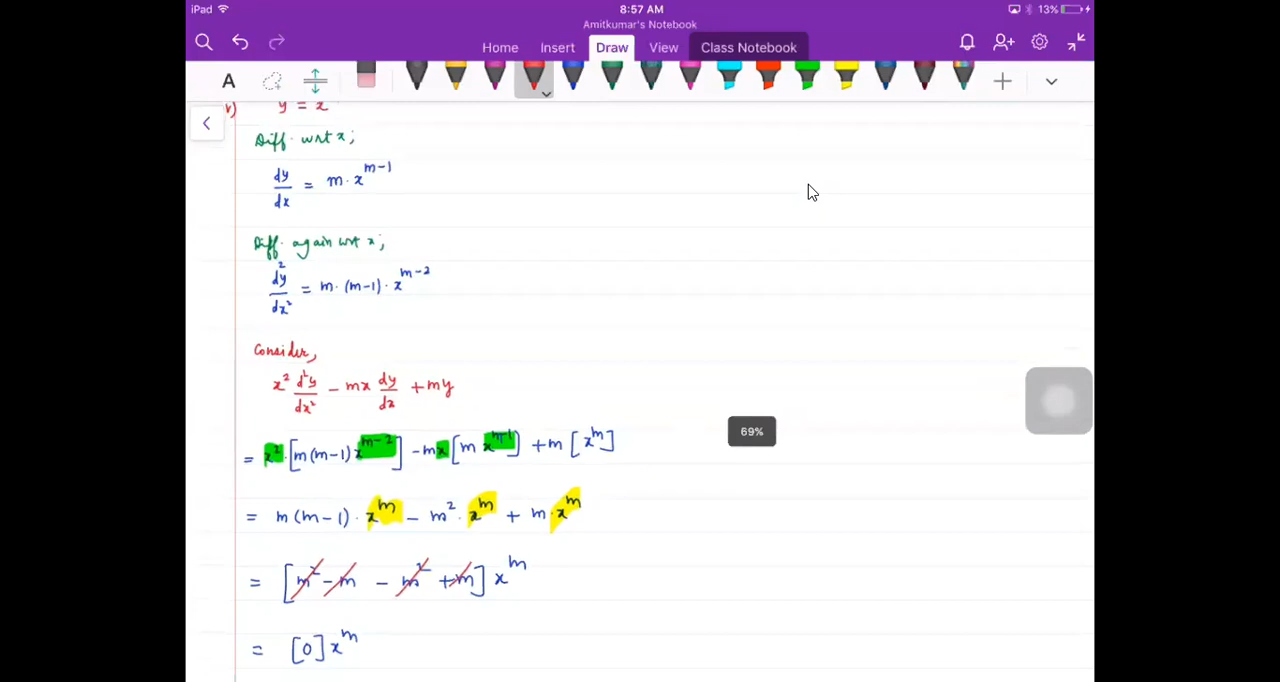 iPad 8:57 AM 13%
Amitkumar's Notebook
Home Insert Draw View Class Notebook
A
v) y = x
Diff. wrt x;
dy/dx = m · x^(m-1)
Diff. again wrt x;
d²y/dx² = m · (m-1) · x^(m-2)
Consider,
x² d²y/dx² - mx dy/dx + my
= x² · [m(m-1) x^(m-2)] - mx [m x^(m-1)] + m [x^m]
69%
= m(m-1) · x^m - m² · x^m + m · x^m
= [m² - m - m² + m] x^m
= [0] x^m